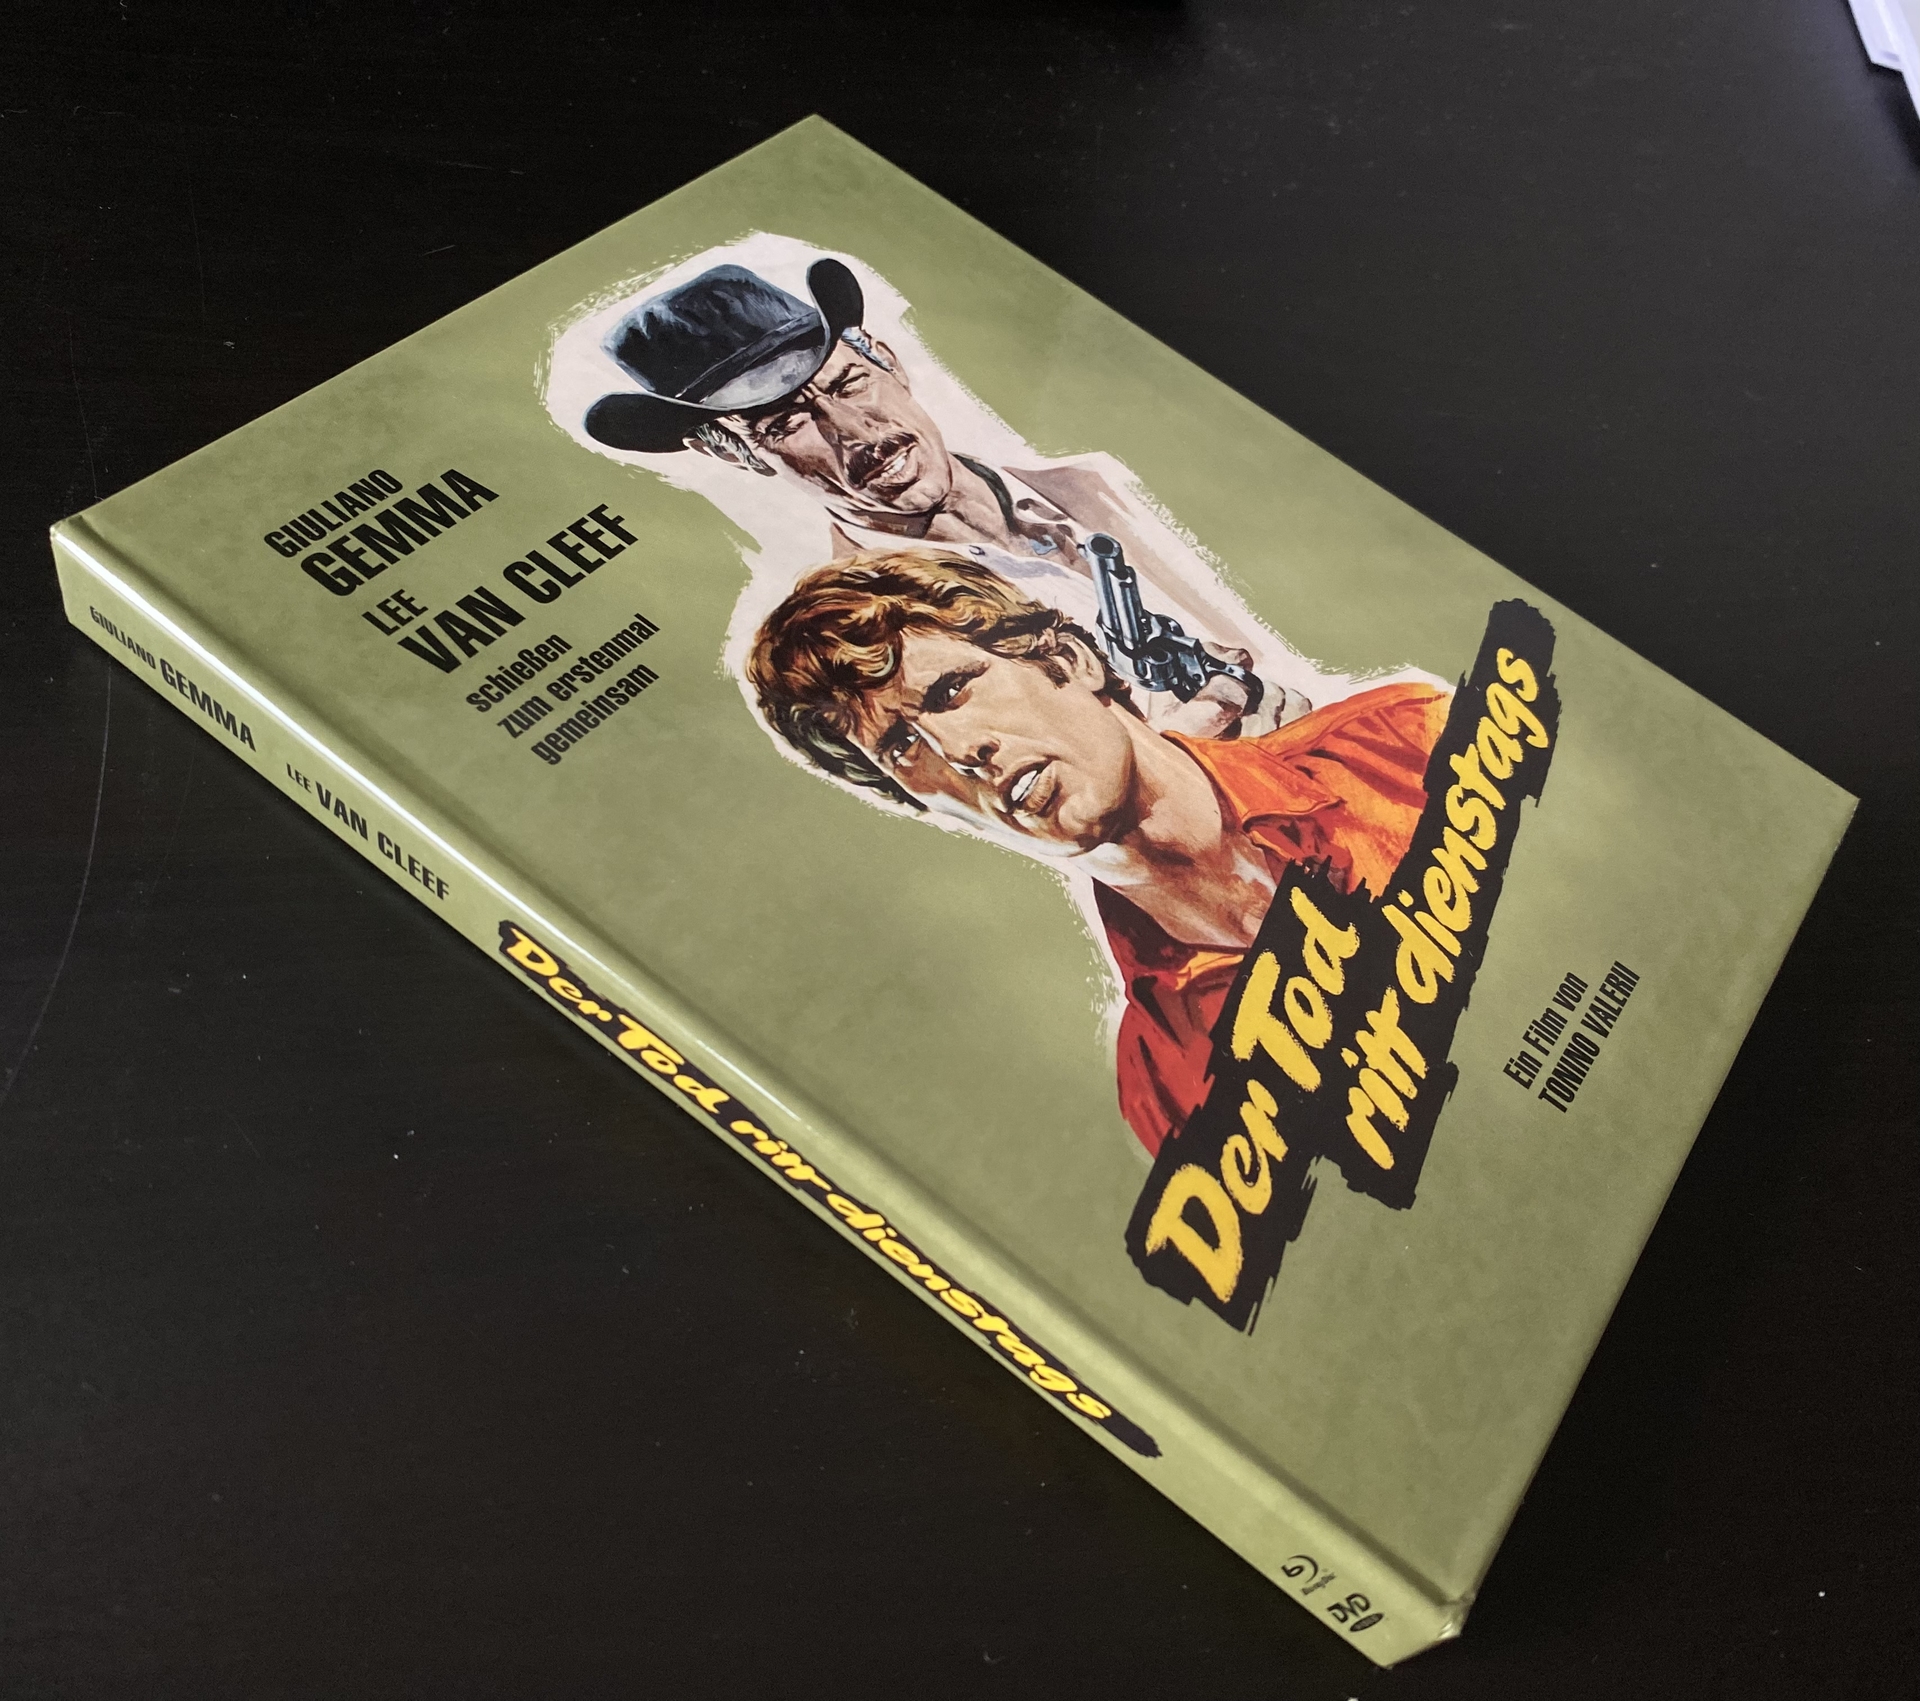 GIULIANO
GEMMA
LEE
VAN CLEEF
schießen
zum erstenmal
gemeinsam
Der Tod
ritt dienstags
Ein Film von
TONINO VALERII
GIULIANO GEMMA LEE VAN CLEEF Der Tod ritt dienstags
DVD